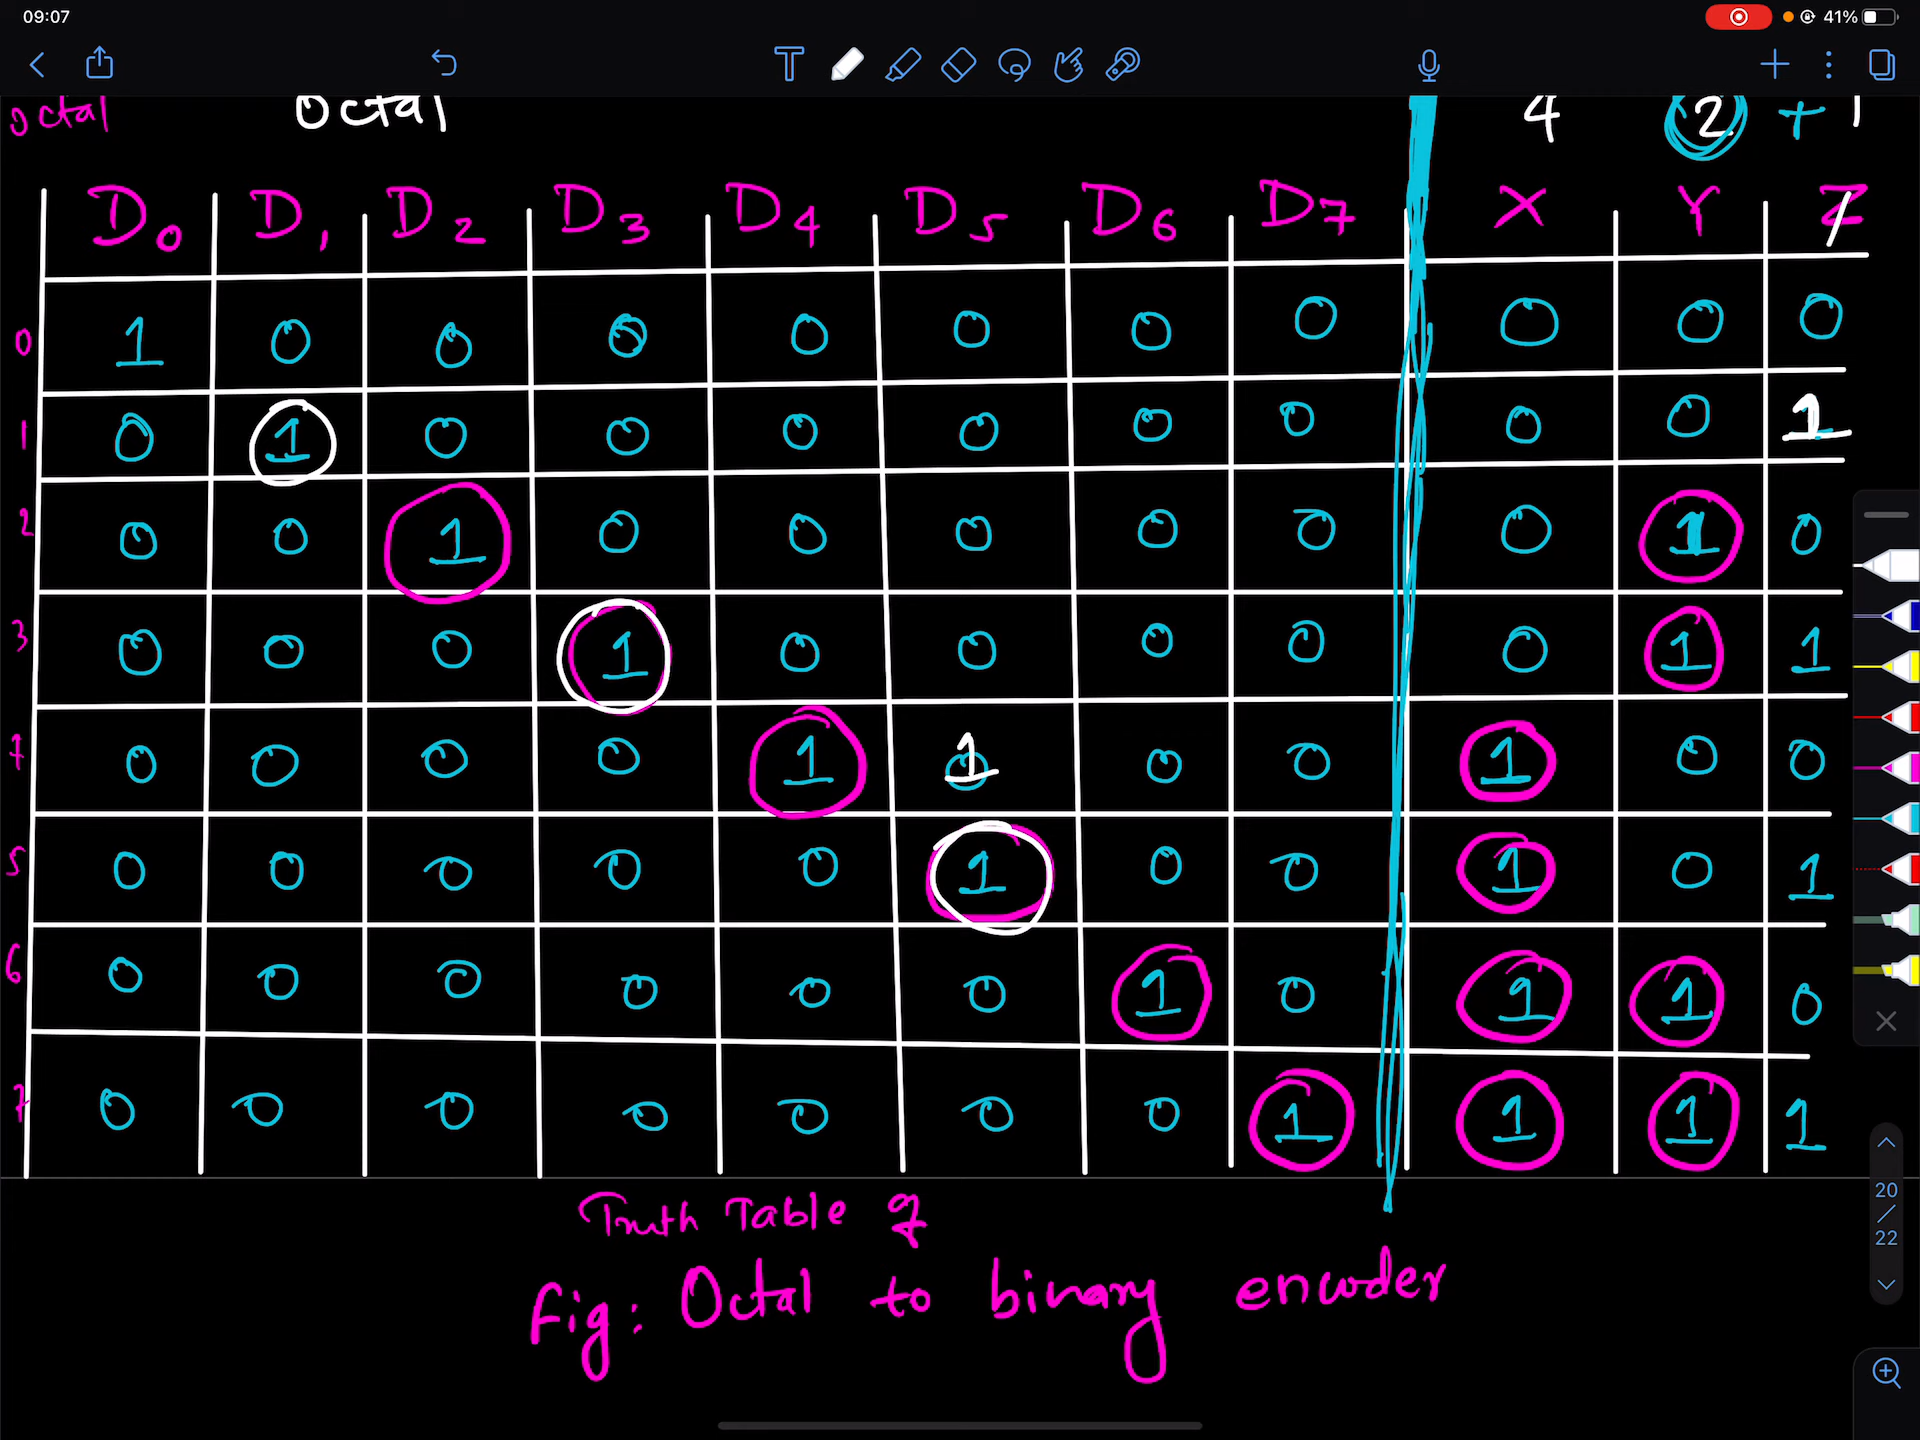 09:07 41%
octal octal 4 2 + 1
D0 D1 D2 D3 D4 D5 D6 D7 X Y Z
0 1 0 0 0 0 0 0 0 0 0 0
1 0 1 0 0 0 0 0 0 0 0 1
2 0 0 1 0 0 0 0 0 0 1 0
3 0 0 0 1 0 0 0 0 0 1 1
0 0 0 0 1 1 0 0 1 0 0
5 0 0 0 0 0 1 0 0 1 0 1
6 0 0 0 0 0 0 1 0 1 1 0
7 0 0 0 0 0 0 0 1 1 1 1
20
/
22
Truth Table of
Fig: Octal to binary encoder